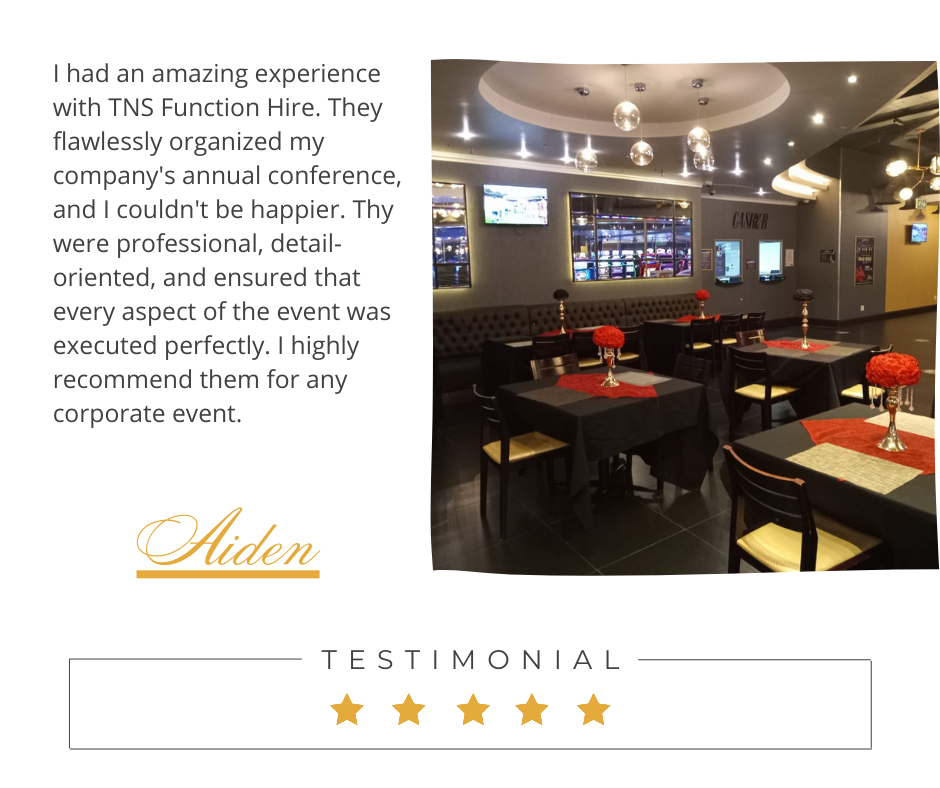 I had an amazing experience
with TNS Function Hire. They
flawlessly organized my
company's annual conference,
and I couldn't be happier. Thy
were professional, detail-
oriented, and ensured that
every aspect of the event was
executed perfectly. I highly
recommend them for any
corporate event.
Aiden
CASHIER
TESTIMONIAL